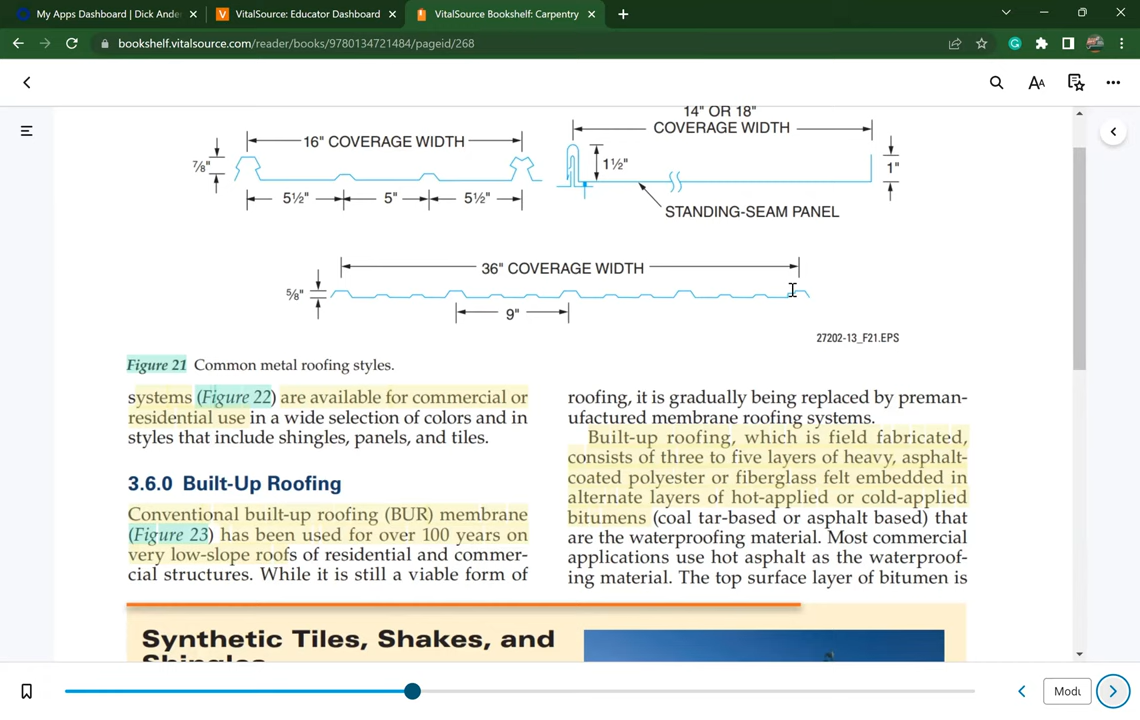 My Apps Dashboard | Dick Ander
VitalSource: Educator Dashboard
VitalSource Bookshelf: Carpentry
bookshelf.vitalsource.com/reader/books/9780134721484/pageid/268
AA
14" OR 18"
16" COVERAGE WIDTH
COVERAGE WIDTH
⅞"
1½"
1"
5½"
5"
5½"
STANDING-SEAM PANEL
36" COVERAGE WIDTH
⅝"
9"
27202-13_F21.EPS
Figure 21 Common metal roofing styles.
systems (Figure 22) are available for commercial or
residential use in a wide selection of colors and in
styles that include shingles, panels, and tiles.
3.6.0 Built-Up Roofing
Conventional built-up roofing (BUR) membrane
(Figure 23) has been used for over 100 years on
very low-slope roofs of residential and commer-
cial structures. While it is still a viable form of
roofing, it is gradually being replaced by preman-
ufactured membrane roofing systems.
Built-up roofing, which is field fabricated,
consists of three to five layers of heavy, asphalt-
coated polyester or fiberglass felt embedded in
alternate layers of hot-applied or cold-applied
bitumens (coal tar-based or asphalt based) that
are the waterproofing material. Most commercial
applications use hot asphalt as the waterproof-
ing material. The top surface layer of bitumen is
Synthetic Tiles, Shakes, and
Shingles
Modu